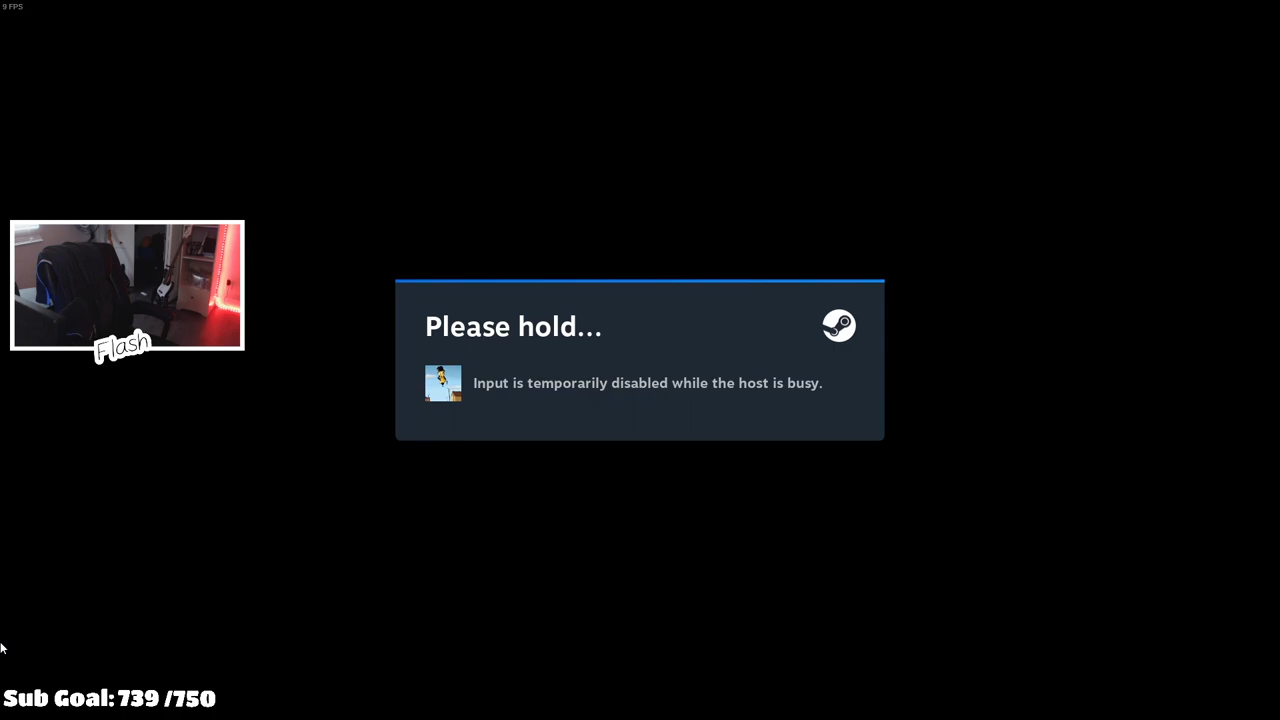 9 FPS
Flash
Please hold...
Input is temporarily disabled while the host is busy.
Sub Goal: 739 /750